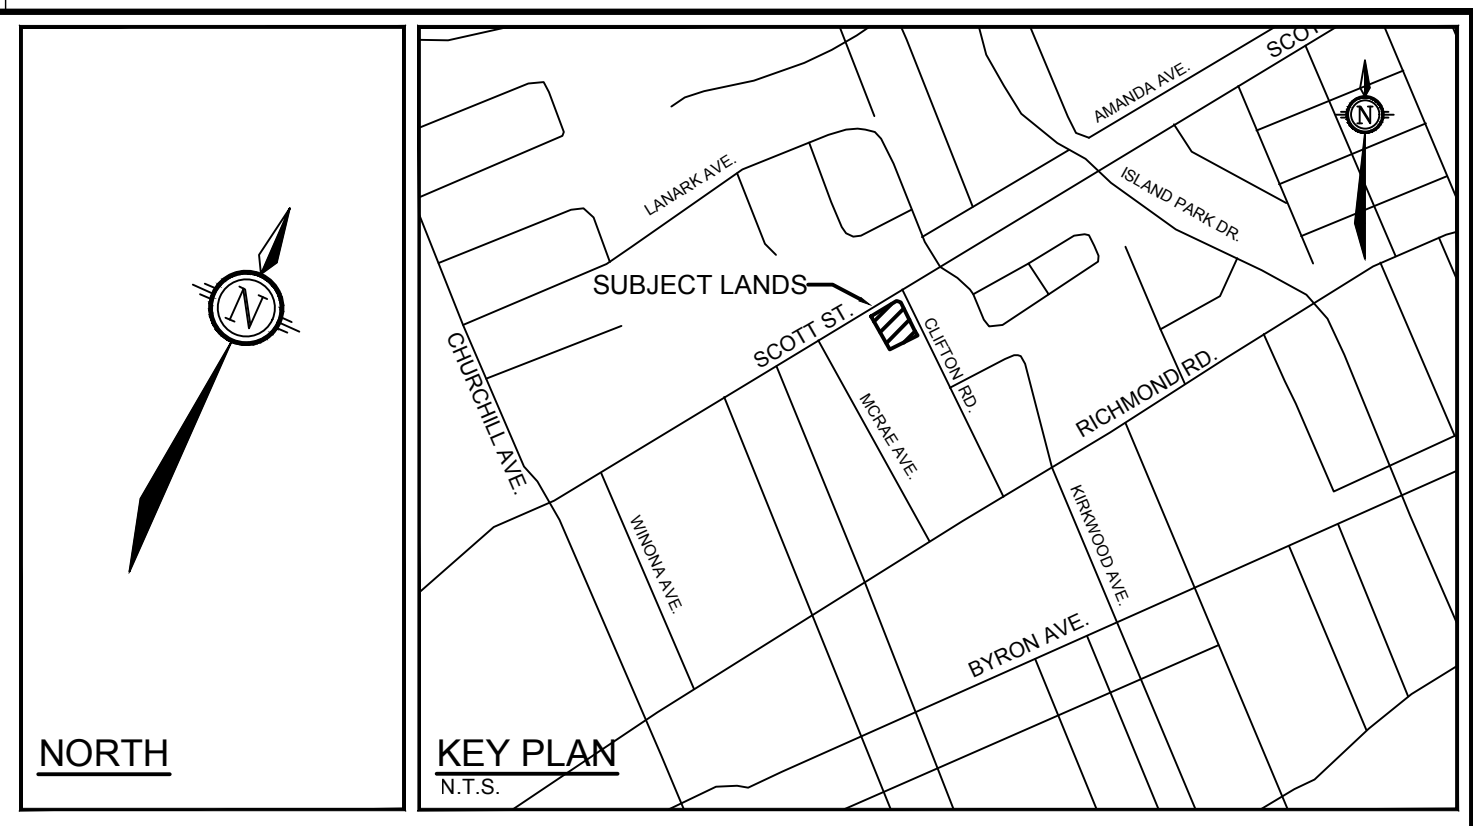 N
NORTH
SCOT
AMANDA AVE.
N
LANARK AVE.
ISLAND PARK DR.
SUBJECT LANDS
SCOTT ST.
CLIFTON RD.
CHURCHILL AVE.
RICHMOND RD.
MCRAE AVE.
WINONA AVE.
KIRKWOOD AVE.
BYRON AVE.
KEY PLAN
N.T.S.